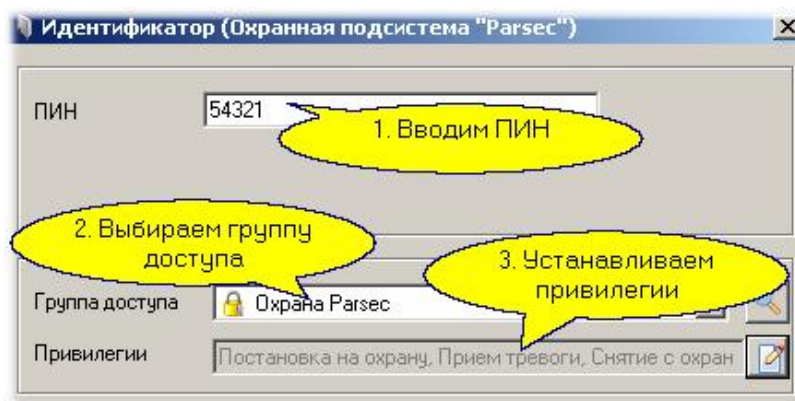 Идентификатор (Охранная подсистема "Parsec")
ПИН
54321
1. Вводим ПИН
2. Выбираем группу
доступа
3. Устанавливаем
привилегии
Группа доступа
Охрана Parsec
Привилегии
Постановка на охрану, Прием тревоги, Снятие с охран